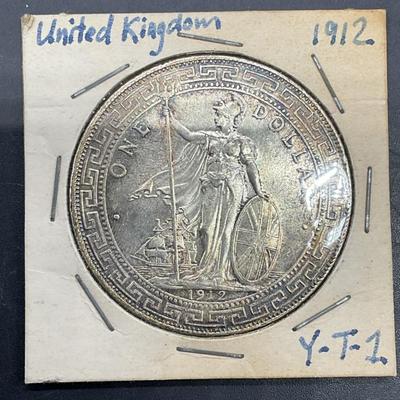 United Kingdom 1912.
ONE DOLLAR
1912
Y-T-1